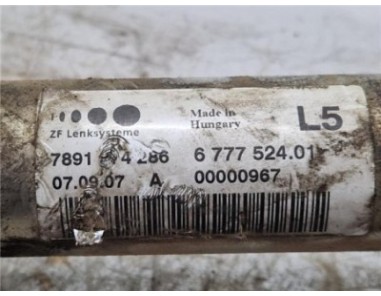 ZF Lenksysteme
Made in
Hungary
L5
7891 4 286 6 777 524.01
07.09.07 A 00000967